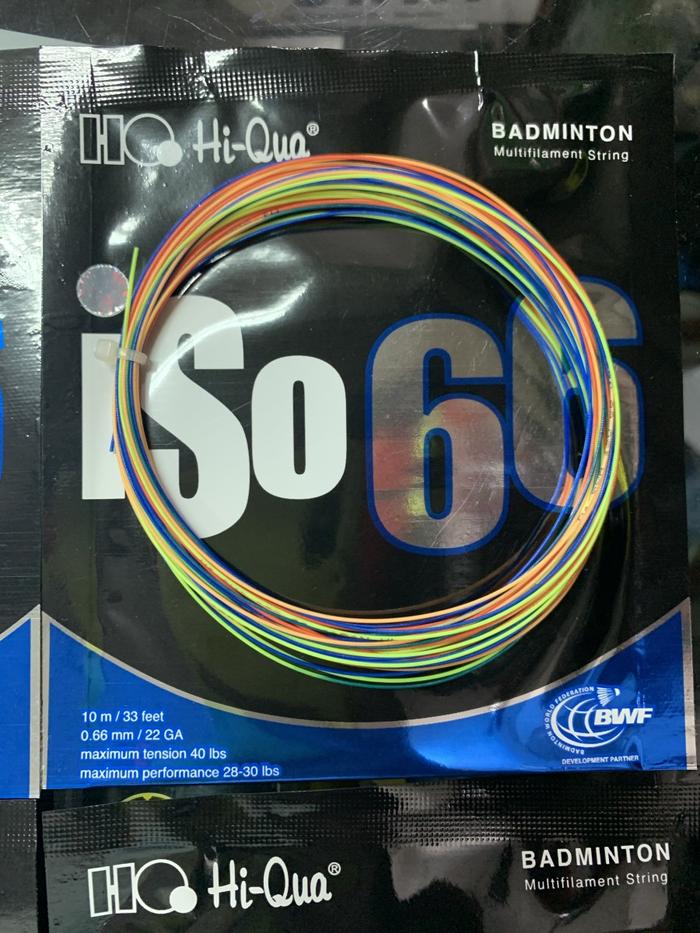 HQ Hi-Qua®
BADMINTON
Multifilament String
iSo 66
10 m / 33 feet
0.66 mm / 22 GA
maximum tension 40 lbs
maximum performance 28-30 lbs
BADMINTON WORLD FEDERATION
BWF
DEVELOPMENT PARTNER
HQ Hi-Qua®
BADMINTON
Multifilament String